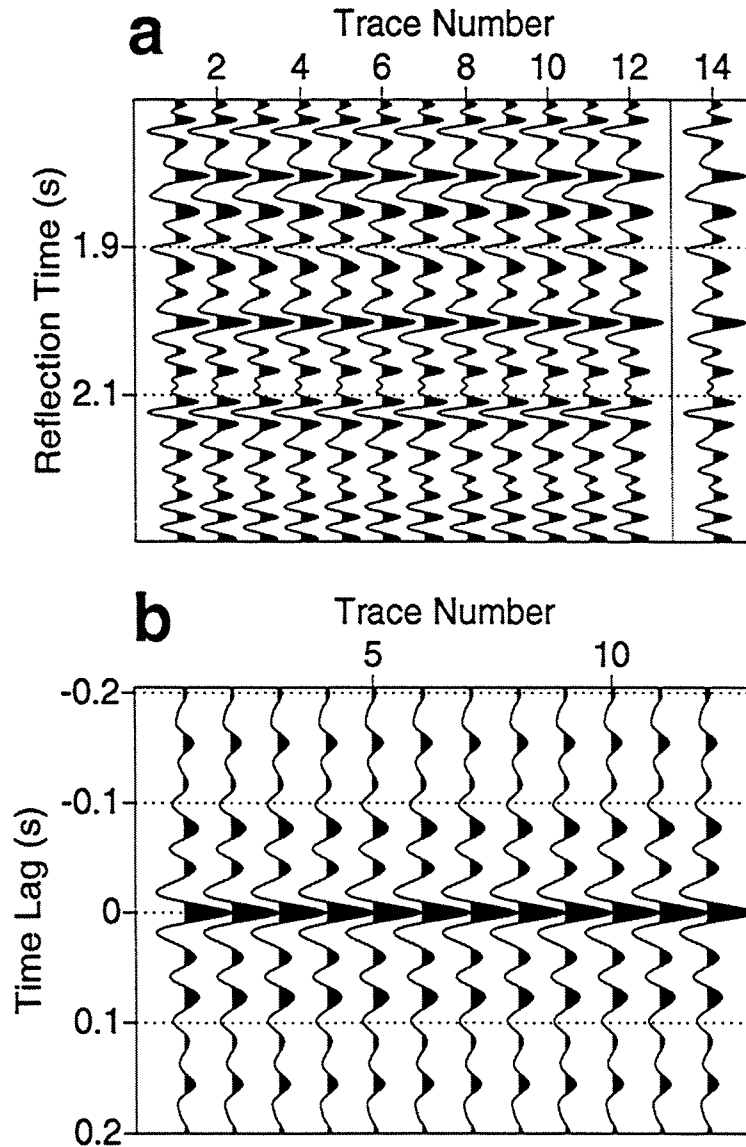 a
Trace Number
2 4 6 8 10 12 14
Reflection Time (s)
1.9
2.1
b
Trace Number
5 10
Time Lag (s)
-0.2
-0.1
0
0.1
0.2